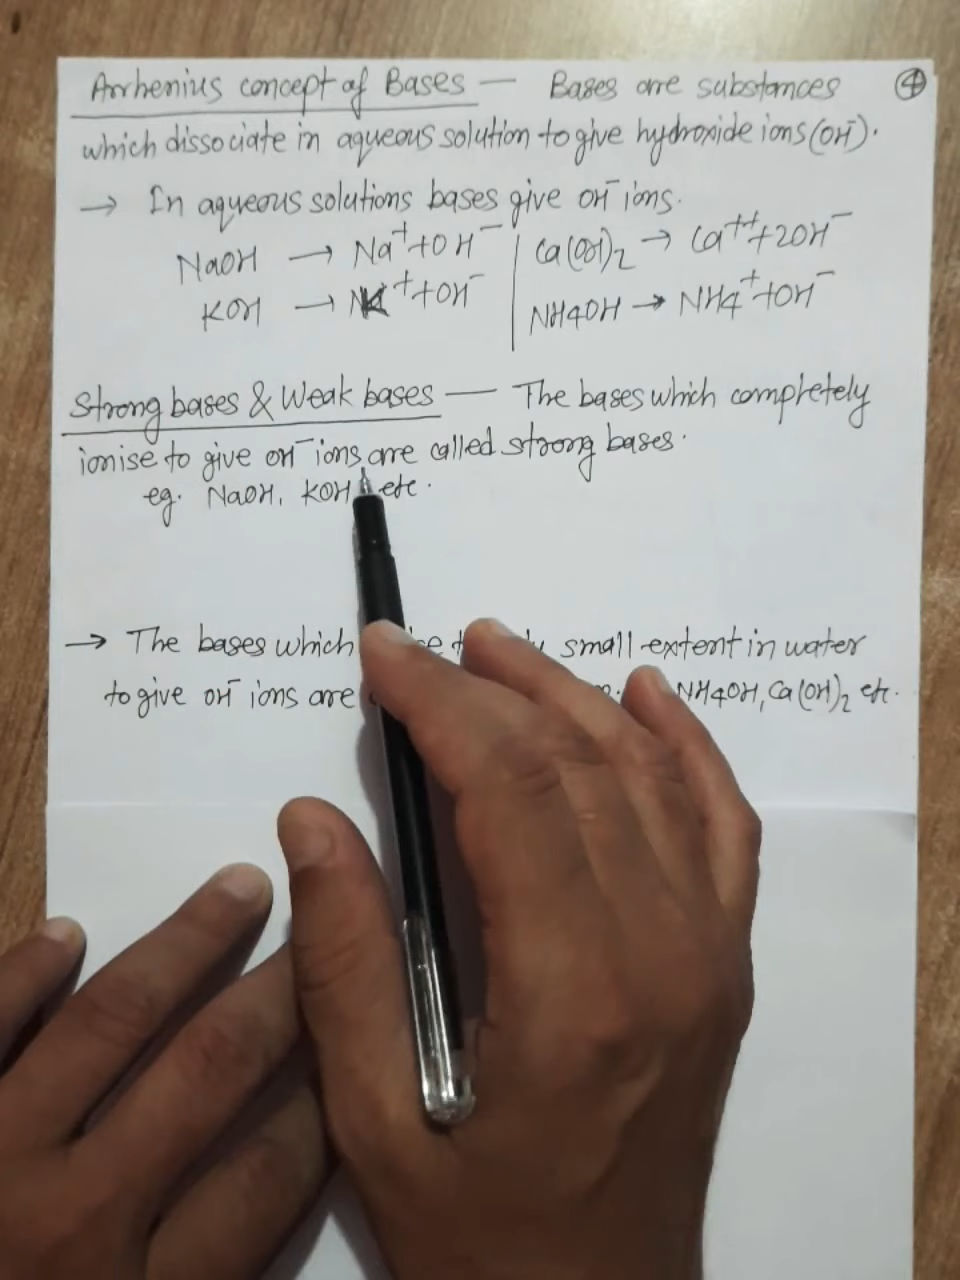 Arrhenius concept of Bases — Bases are substances ④
which dissociate in aqueous solution to give hydroxide ions (OH⁻).
→ In aqueous solutions bases give OH⁻ ions.
NaOH → Na⁺ + OH⁻ | Ca(OH)₂ → Ca⁺⁺ + 2OH⁻
KOH → K⁺ + OH⁻ | NH4OH → NH4⁺ + OH⁻
Strong bases & Weak bases — The bases which completely
ionise to give OH⁻ ions are called strong bases.
eg. NaOH, KOH etc.
→ The bases which small extent in water
to give OH⁻ ions are NH4OH, Ca(OH)₂ etc.